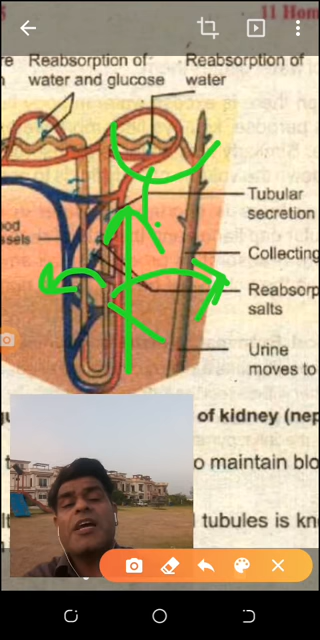 11 Hom
Reabsorption of
water and glucose
Reabsorption of
water
Tubular
secretion
Collecting
Reabsorp
salts
Urine
moves to
of kidney (nep
o maintain blo
tubules is kn